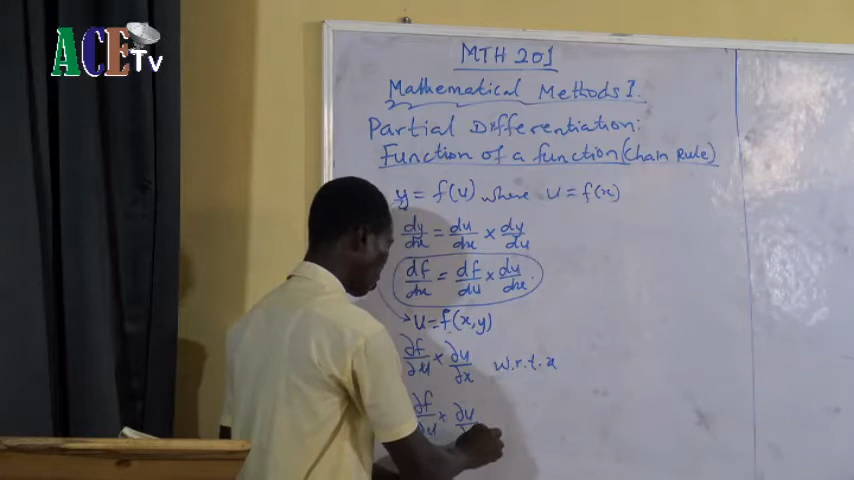 ACE TV
MTH 201
Mathematical Methods I.
Partial Differentiation:
Function of a function (Chain Rule)
y = f(u) where u = f(x)
dy/dx = du/dx × dy/du
df/dx = df/du × du/dx.
u = f(x,y)
∂f/∂u × ∂u/∂x w.r.t. x
∂f/∂u × ∂u/